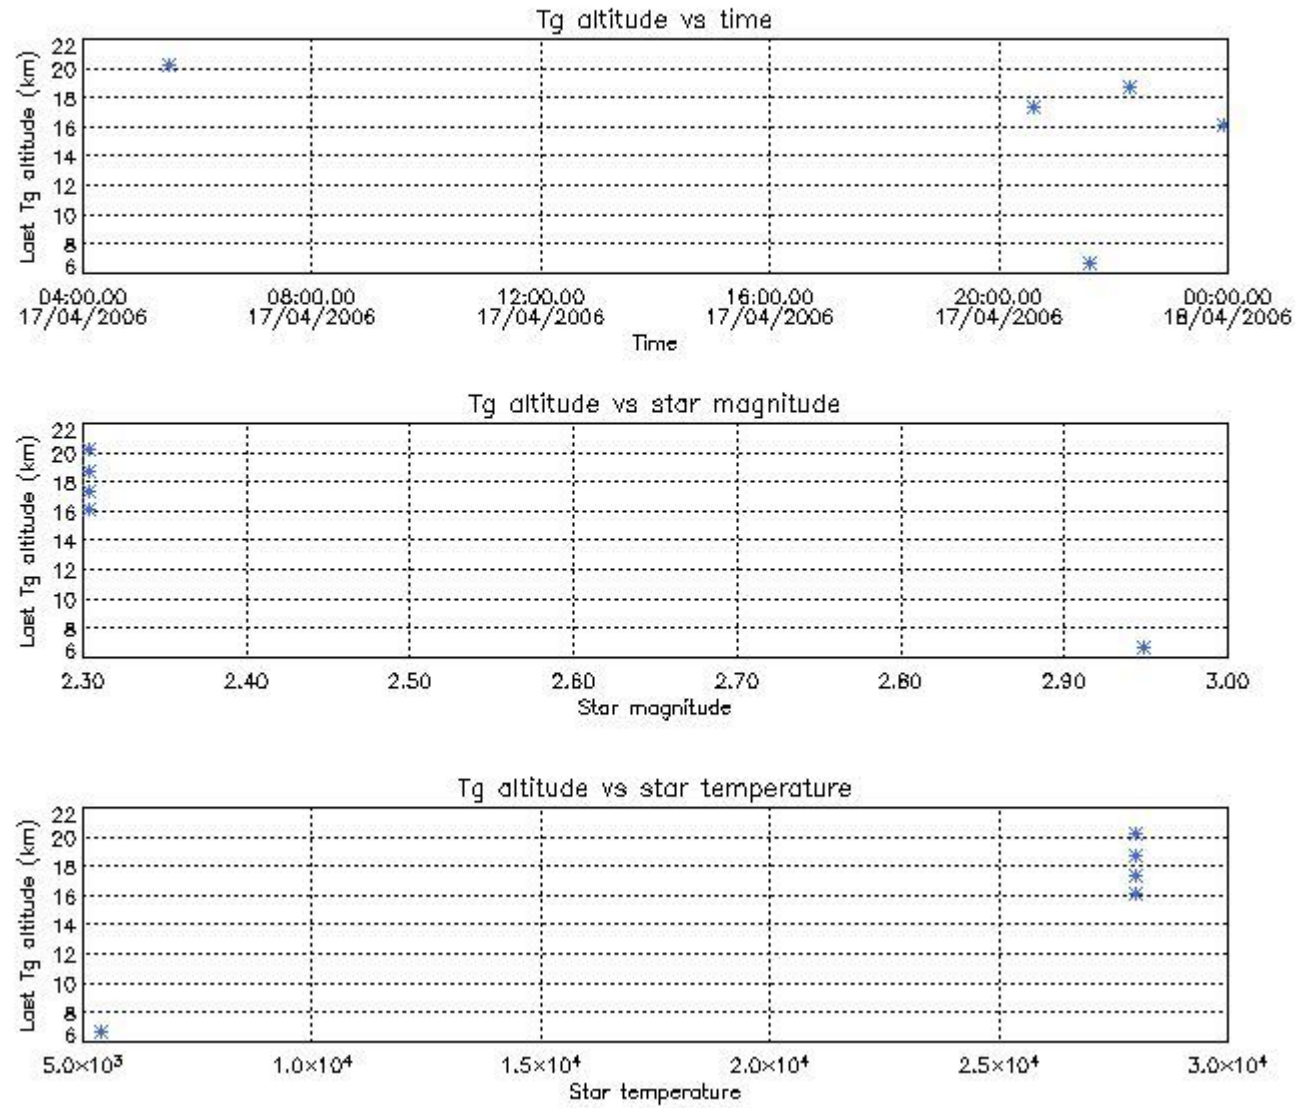 Tg altitude vs time
Last Tg altitude (km)
22
20
18
16
14
12
10
8
6
04:00.00 08:00.00 12:00.00 16:00.00 20:00.00 00:00.00
17/04/2006 17/04/2006 17/04/2006 17/04/2006 17/04/2006 18/04/2006
Time
Tg altitude vs star magnitude
Last Tg altitude (km)
22
20
18
16
14
12
10
8
6
2.30 2.40 2.50 2.60 2.70 2.80 2.90 3.00
Star magnitude
Tg altitude vs star temperature
Last Tg altitude (km)
22
20
18
16
14
12
10
8
6
5.0×10³ 1.0×10⁴ 1.5×10⁴ 2.0×10⁴ 2.5×10⁴ 3.0×10⁴
Star temperature